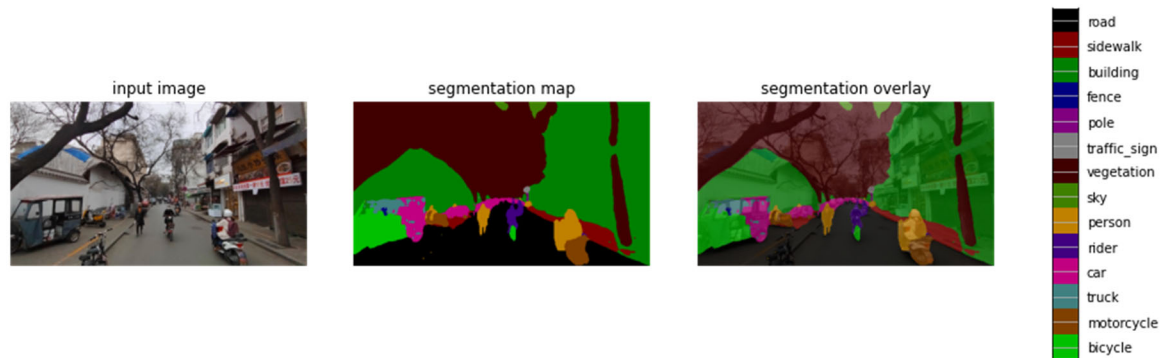 input image
segmentation map
segmentation overlay
road
sidewalk
building
fence
pole
traffic_sign
vegetation
sky
person
rider
car
truck
motorcycle
bicycle